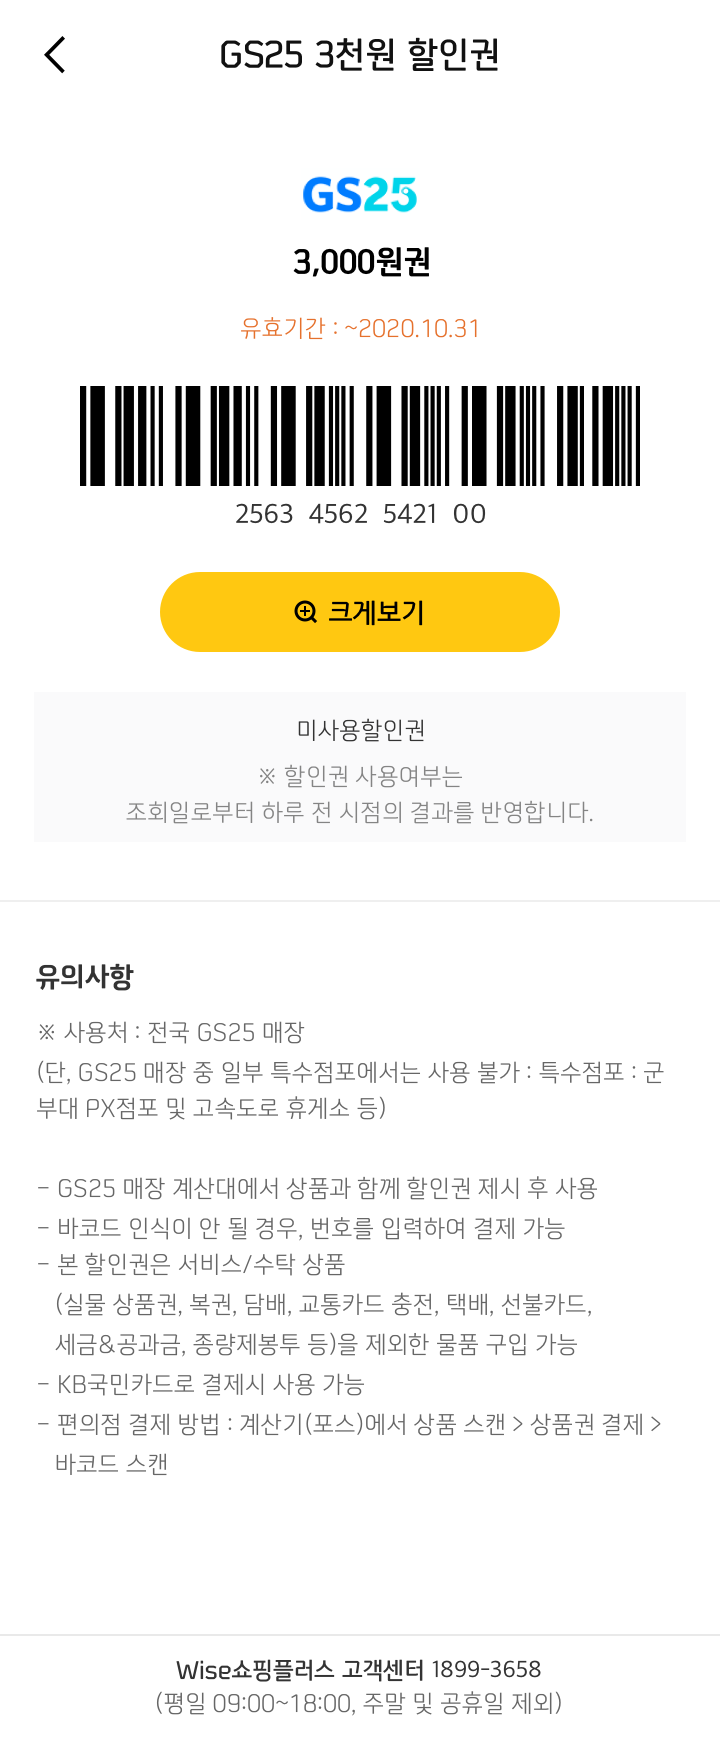 GS25 3천원 할인권
GS25
3,000원권
유효기간 : ~2020.10.31
2563 4562 5421 00
크게보기
미사용할인권
※ 할인권 사용여부는
조회일로부터 하루 전 시점의 결과를 반영합니다.
유의사항
※ 사용처 : 전국 GS25 매장
(단, GS25 매장 중 일부 특수점포에서는 사용 불가 : 특수점포 : 군
부대 PX점포 및 고속도로 휴게소 등)
- GS25 매장 계산대에서 상품과 함께 할인권 제시 후 사용
- 바코드 인식이 안 될 경우, 번호를 입력하여 결제 가능
- 본 할인권은 서비스/수탁 상품
(실물 상품권, 복권, 담배, 교통카드 충전, 택배, 선불카드,
세금&공과금, 종량제봉투 등)을 제외한 물품 구입 가능
- KB국민카드로 결제시 사용 가능
- 편의점 결제 방법 : 계산기(포스)에서 상품 스캔 > 상품권 결제 >
바코드 스캔
Wise쇼핑플러스 고객센터 1899-3658
(평일 09:00~18:00, 주말 및 공휴일 제외)